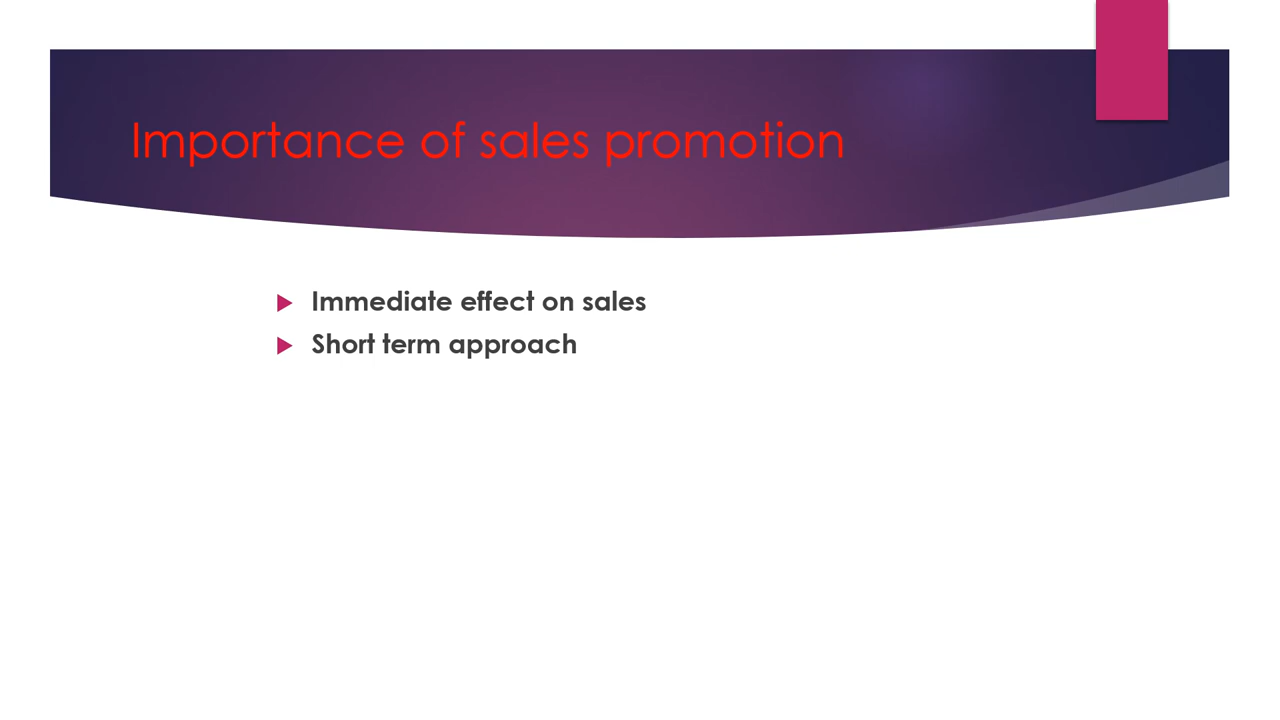 Importance of sales promotion
Immediate effect on sales
Short term approach